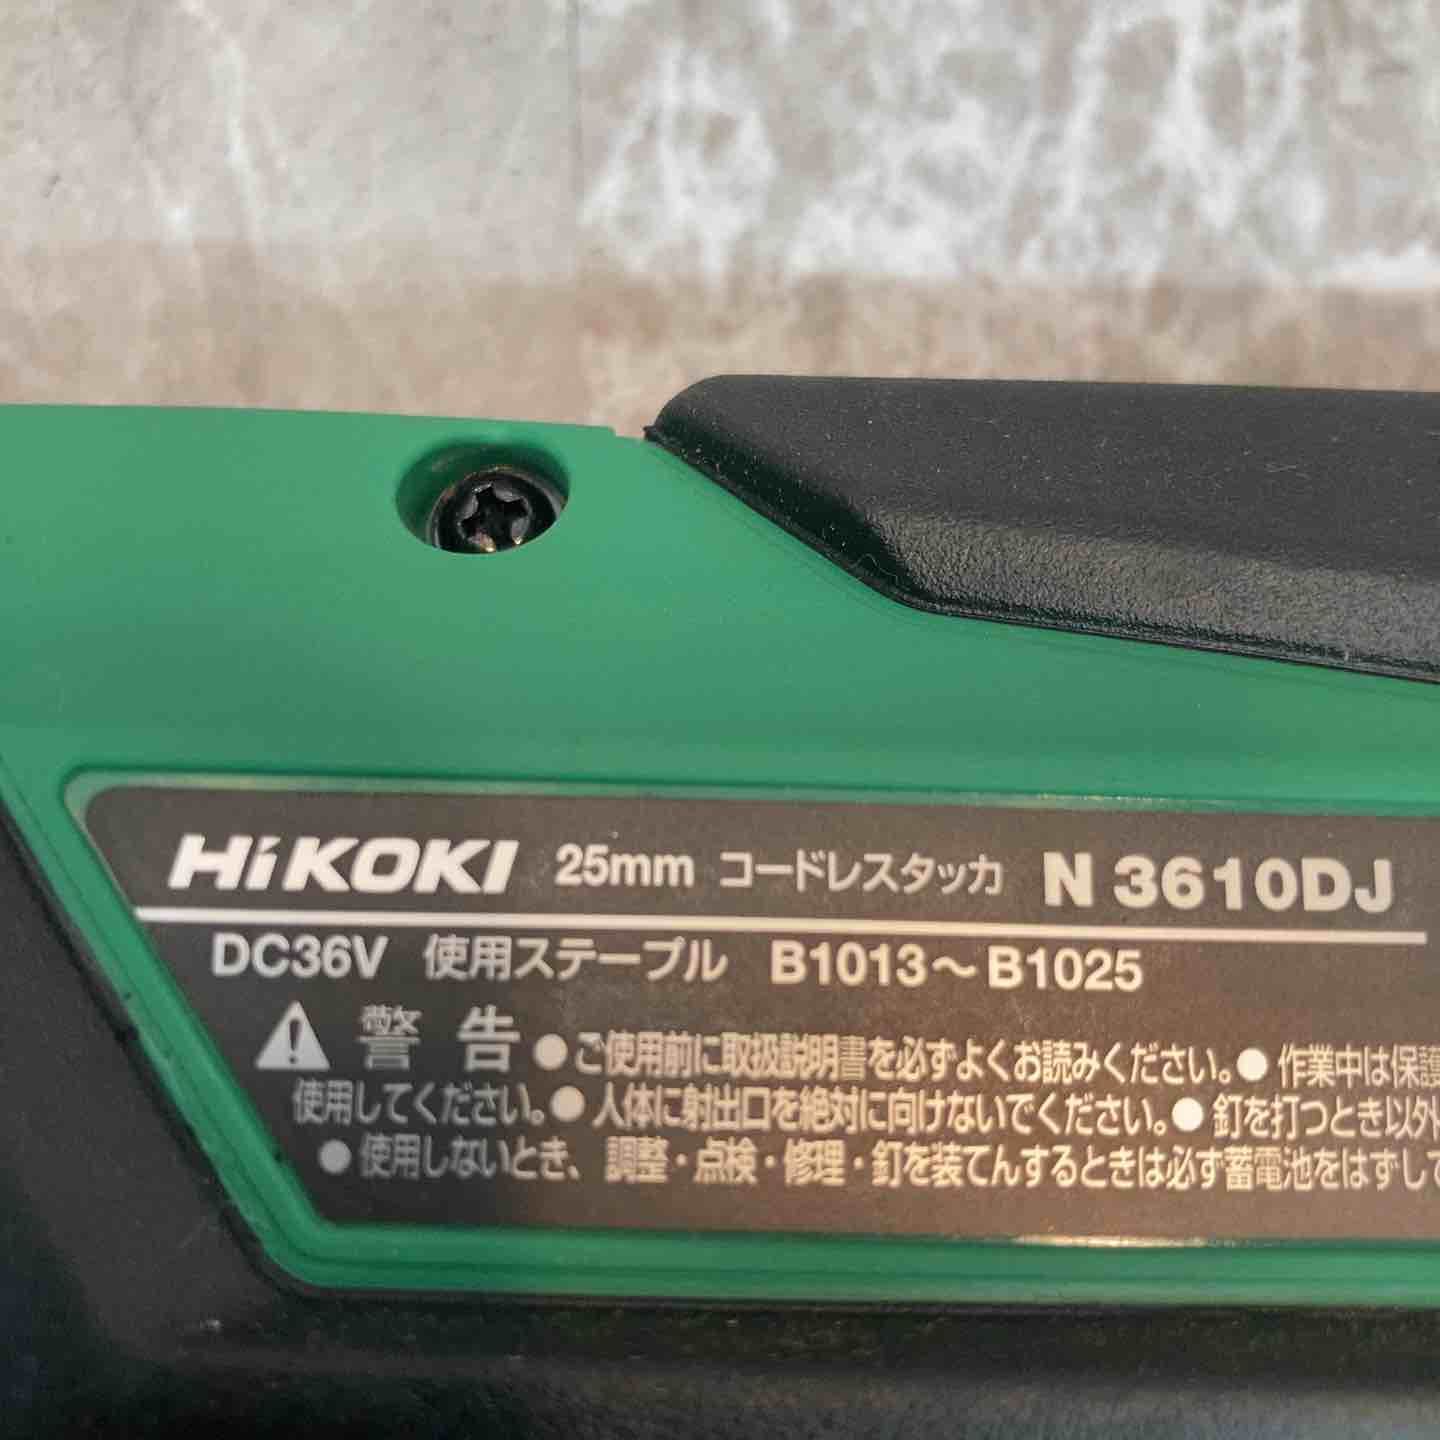 HiKOKI 25mm コードレスタッカ N 3610DJ
DC36V 使用ステープル B1013～B1025
⚠ 警告 ●ご使用前に取扱説明書を必ずよくお読みください。●作業中は保護
使用してください。●人体に射出口を絶対に向けないでください。●釘を打つとき以外
●使用しないとき、調整・点検・修理・釘を装てんするときは必ず蓄電池をはずして